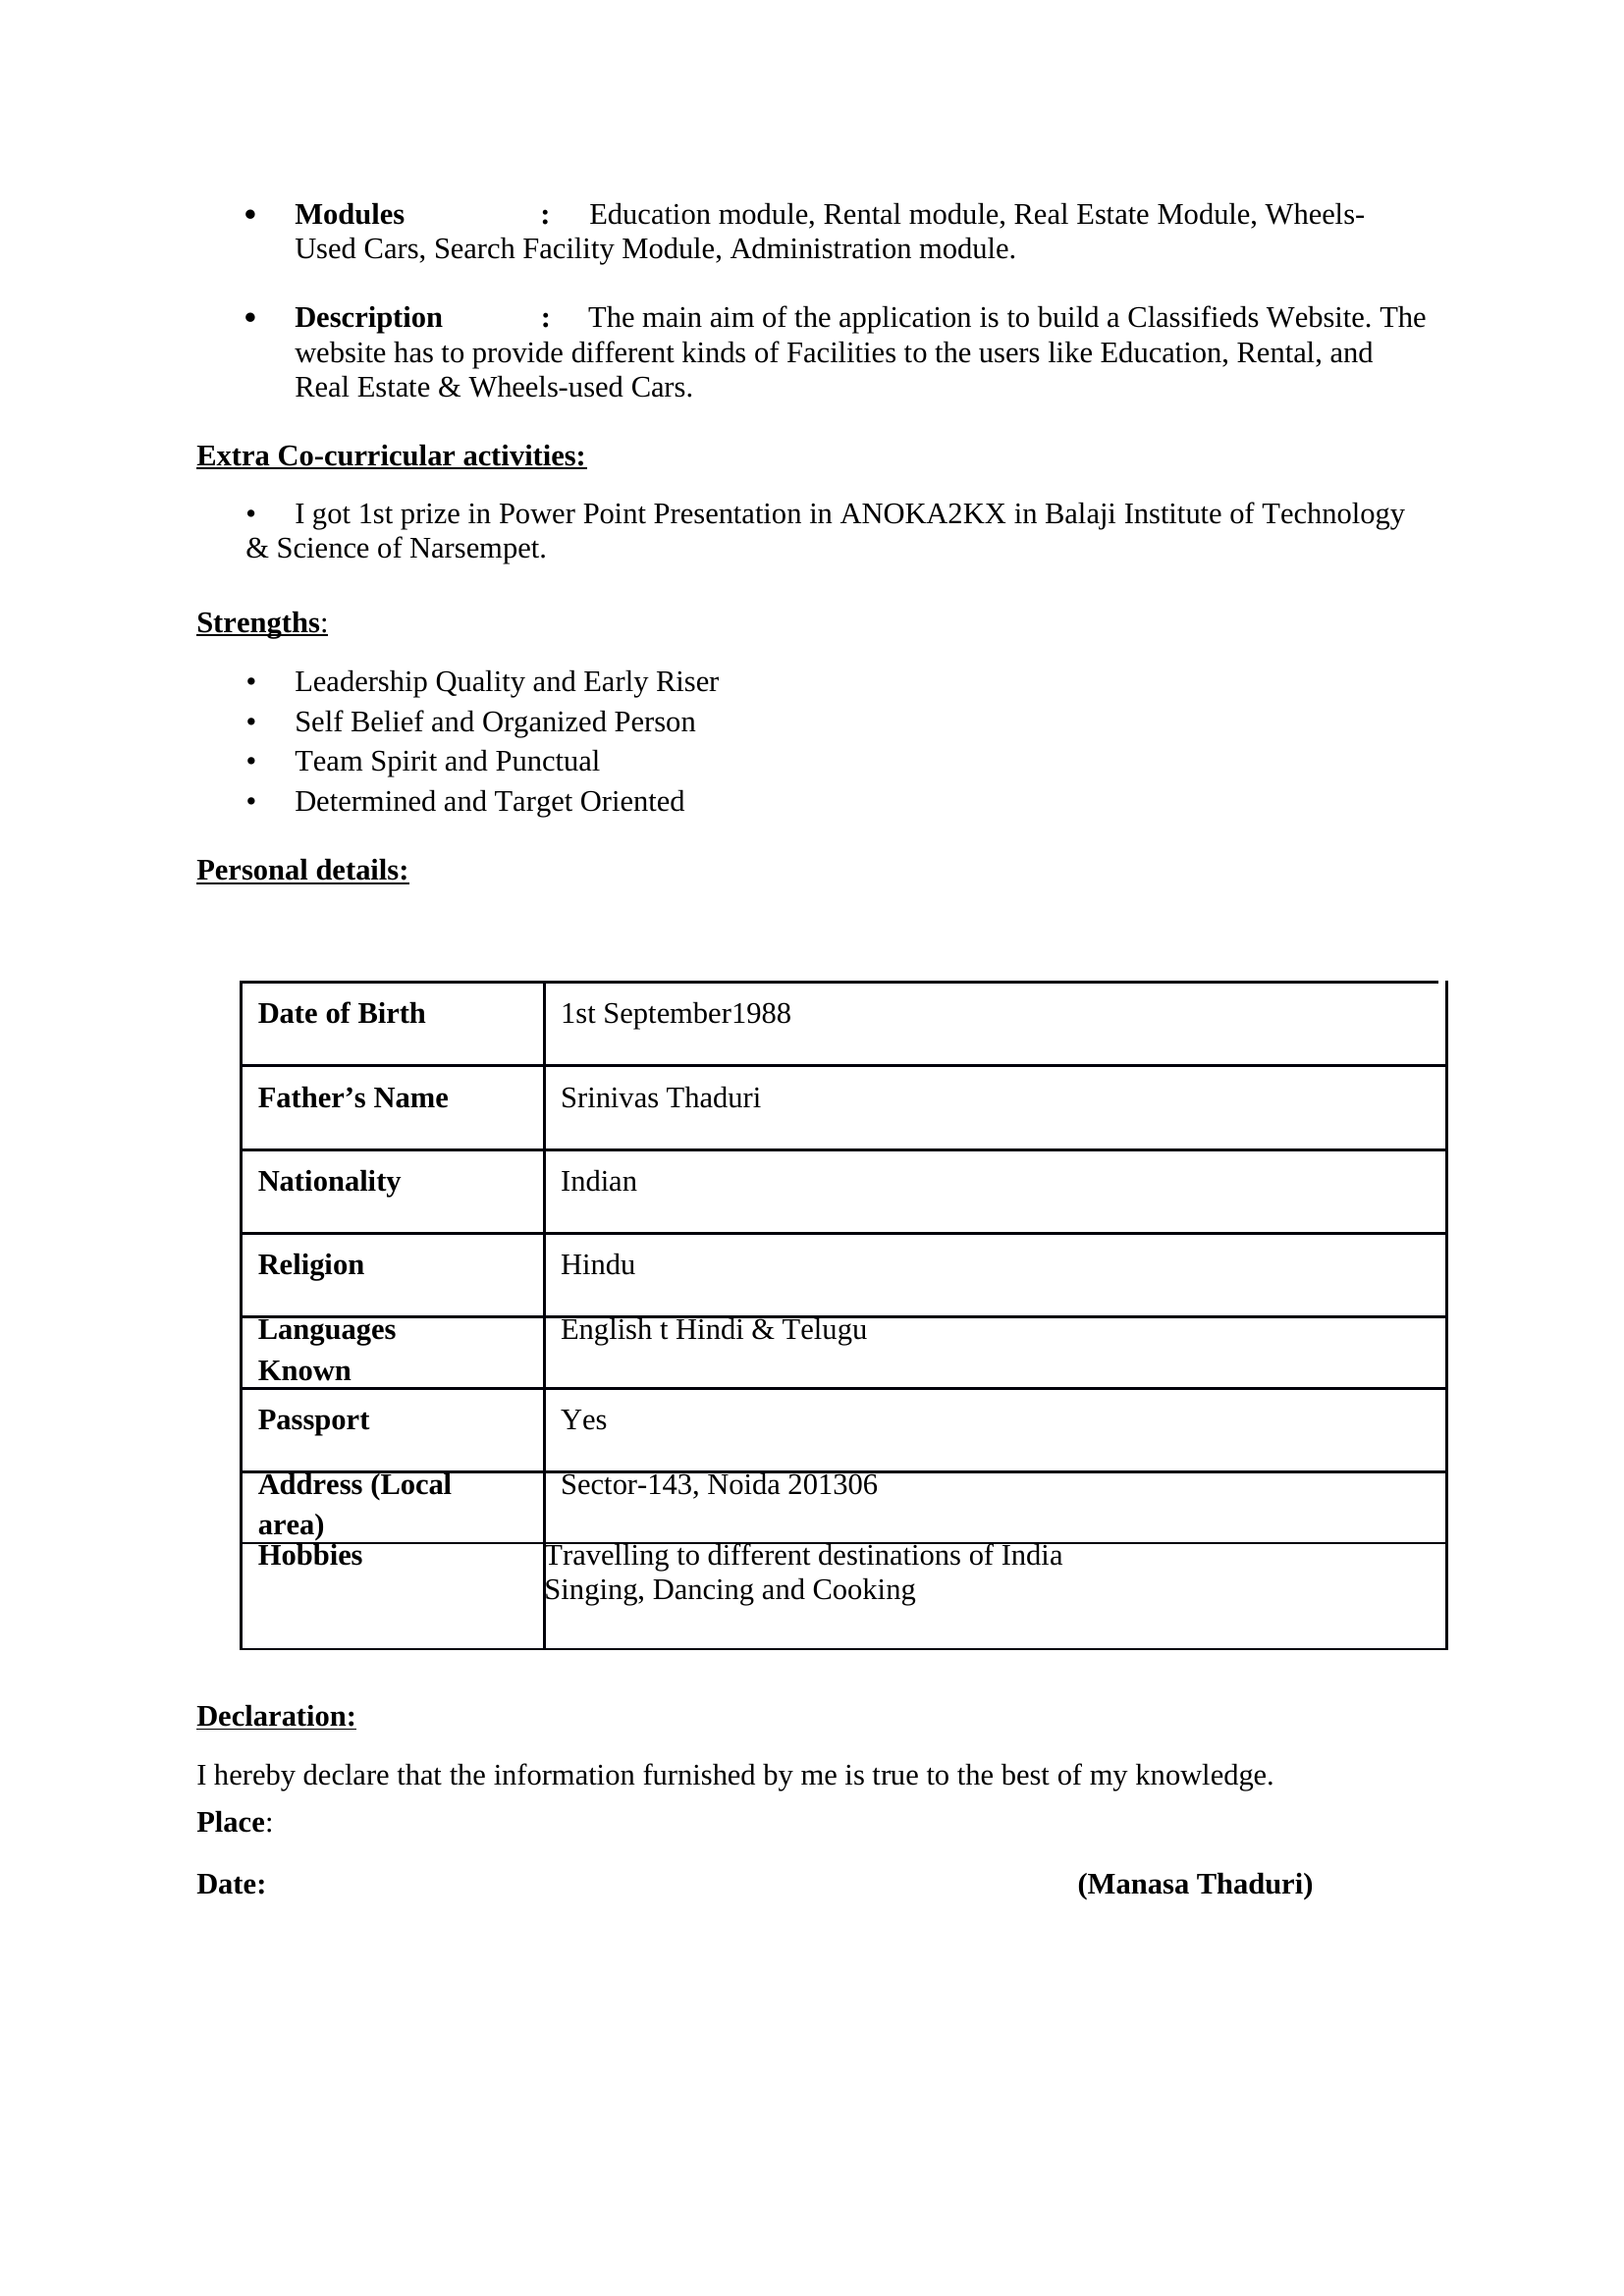 • Modules : Education module, Rental module, Real Estate Module, Wheels-
Used Cars, Search Facility Module, Administration module.
• Description : The main aim of the application is to build a Classifieds Website. The
website has to provide different kinds of Facilities to the users like Education, Rental, and
Real Estate & Wheels-used Cars.
Extra Co-curricular activities:
• I got 1st prize in Power Point Presentation in ANOKA2KX in Balaji Institute of Technology
& Science of Narsempet.
Strengths:
• Leadership Quality and Early Riser
• Self Belief and Organized Person
• Team Spirit and Punctual
• Determined and Target Oriented
Personal details:
Date of Birth 1st September1988
Father’s Name Srinivas Thaduri
Nationality Indian
Religion Hindu
Languages English t Hindi & Telugu
Known
Passport Yes
Address (Local Sector-143, Noida 201306
area)
Hobbies Travelling to different destinations of India
Singing, Dancing and Cooking
Declaration:
I hereby declare that the information furnished by me is true to the best of my knowledge.
Place:
Date: (Manasa Thaduri)